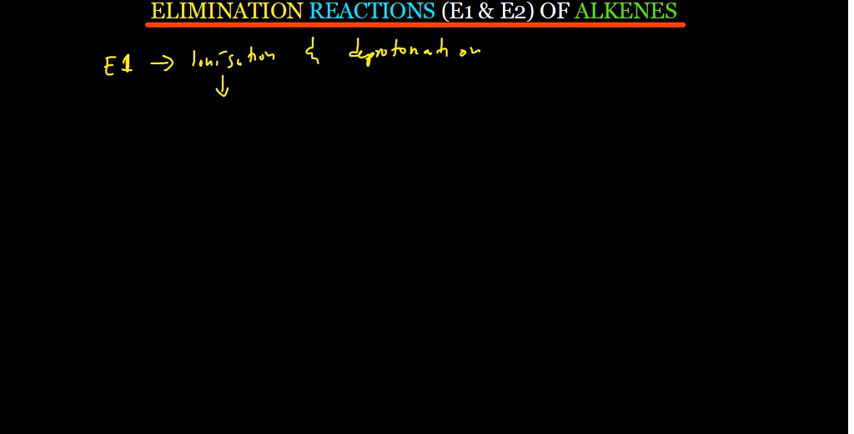 ELIMINATION REACTIONS (E1 & E2) OF ALKENES
E1 → Ionisation & deprotonation
↓